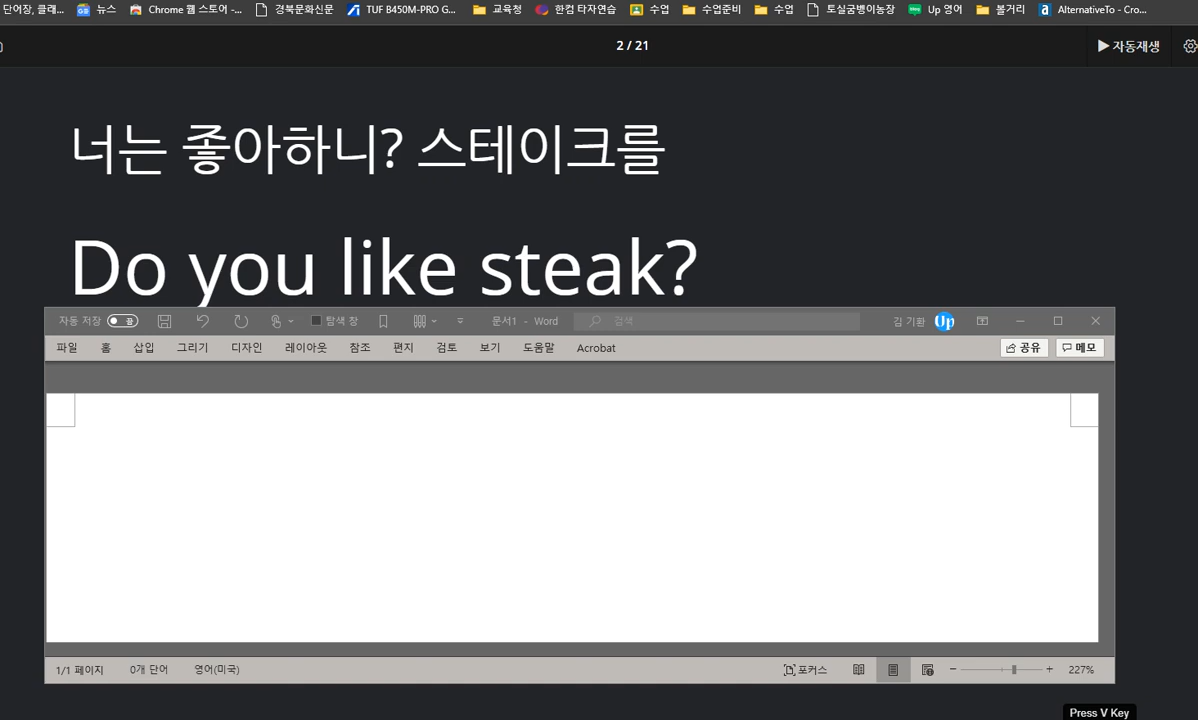 단어장, 클래... 뉴스 Chrome 웹 스토어 -... 경북문화신문 TUF B450M-PRO G... 교육청 한컴 타자연습 수업 수업준비 수업 토실굼벵이농장 Up 영어 볼거리 AlternativeTo - Cro...
2 / 21
자동재생
너는 좋아하니? 스테이크를
Do you like steak?
자동 저장 끔 탐색 창 문서1 - Word 검색 김 기환 Up
파일 홈 삽입 그리기 디자인 레이아웃 참조 편지 검토 보기 도움말 Acrobat 공유 메모
1/1 페이지 0개 단어 영어(미국) 포커스 227%
Press V Key